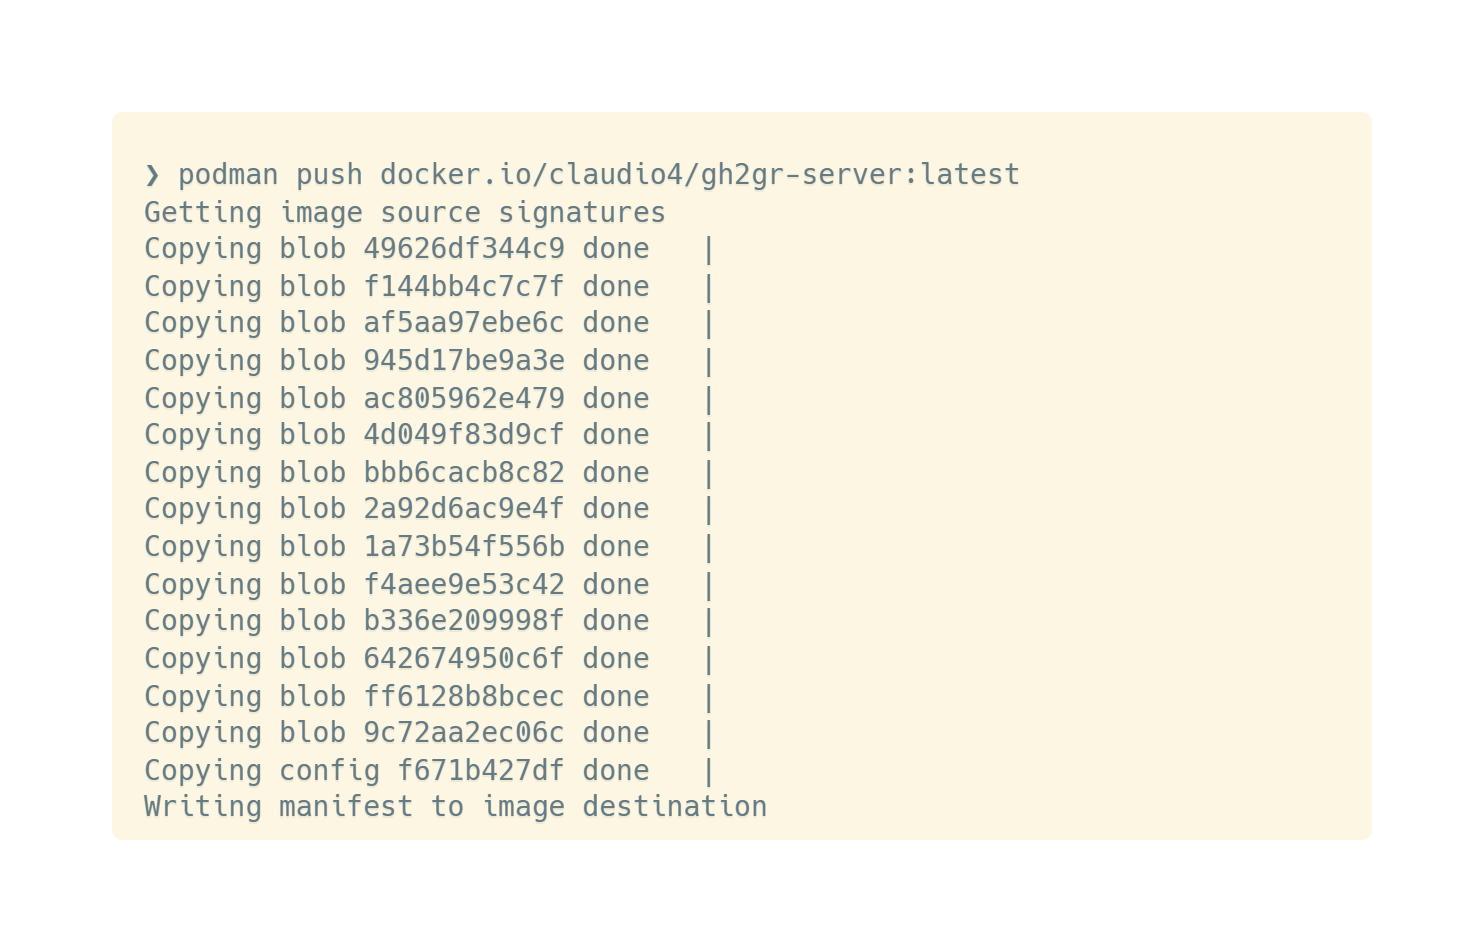 ❯ podman push docker.io/claudio4/gh2gr-server:latest
Getting image source signatures
Copying blob 49626df344c9 done   |
Copying blob f144bb4c7c7f done   |
Copying blob af5aa97ebe6c done   |
Copying blob 945d17be9a3e done   |
Copying blob ac805962e479 done   |
Copying blob 4d049f83d9cf done   |
Copying blob bbb6cacb8c82 done   |
Copying blob 2a92d6ac9e4f done   |
Copying blob 1a73b54f556b done   |
Copying blob f4aee9e53c42 done   |
Copying blob b336e209998f done   |
Copying blob 642674950c6f done   |
Copying blob ff6128b8bcec done   |
Copying blob 9c72aa2ec06c done   |
Copying config f671b427df done   |
Writing manifest to image destination